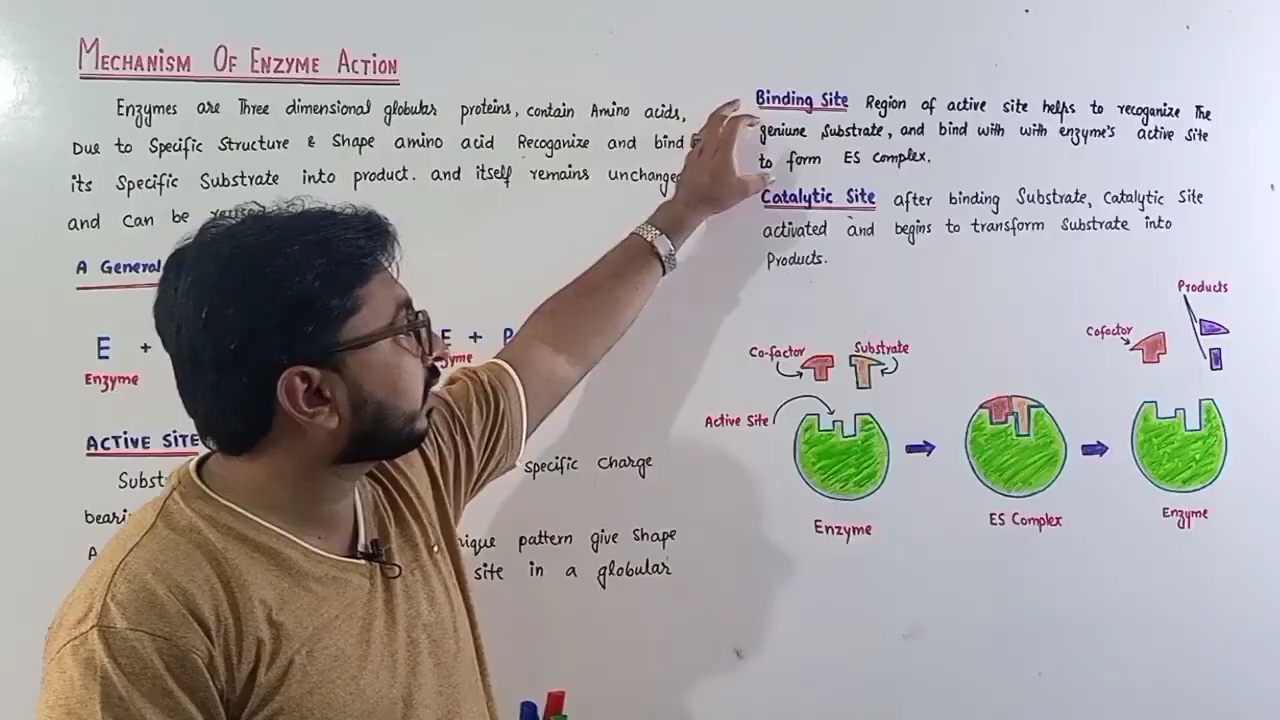 MECHANISM OF ENZYME ACTION
Enzymes are Three dimensional globular proteins, contain Amino acids,
Due to Specific Structure & Shape amino acid Recoganize and bind
its Specific Substrate into product. and itself remains unchanged
and can be reused
A General
E +
E + P
Enzyme
ACTIVE SITE
Subst
specific charge
beari
ique pattern give shape
A
site in a globular
Binding Site Region of active site helps to recoganize The
geniune Substrate, and bind with with enzyme's active site
to form ES complex.
Catalytic Site after binding Substrate, Catalytic Site
activated and begins to transform Substrate into
Products.
Products
Cofactor
Co-factor
Substrate
Active Site
Enzyme
ES Complex
Enzyme